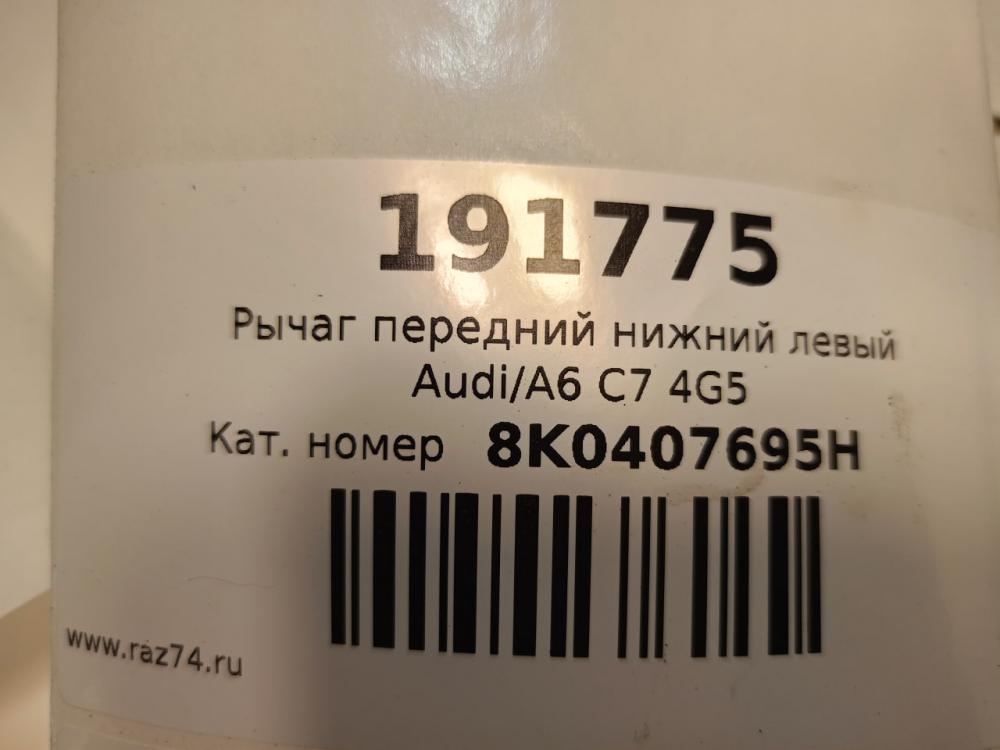 191775
Рычаг передний нижний левый
Audi/A6 C7 4G5
Кат. номер 8K0407695H
www.raz74.ru